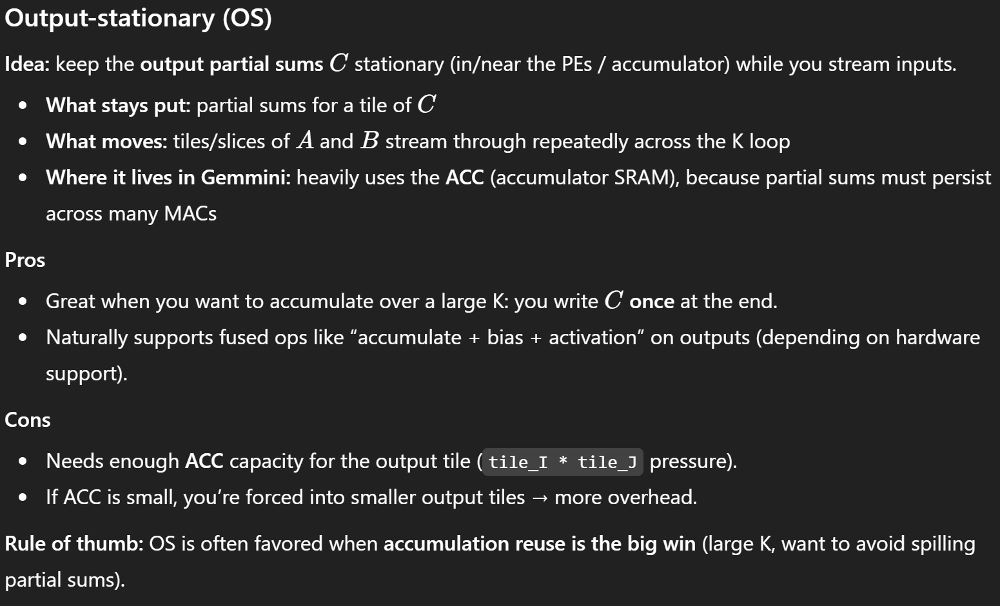 Output-stationary (OS)
Idea: keep the output partial sums C stationary (in/near the PEs / accumulator) while you stream inputs.
• What stays put: partial sums for a tile of C
• What moves: tiles/slices of A and B stream through repeatedly across the K loop
• Where it lives in Gemmini: heavily uses the ACC (accumulator SRAM), because partial sums must persist
across many MACs
Pros
• Great when you want to accumulate over a large K: you write C once at the end.
• Naturally supports fused ops like “accumulate + bias + activation” on outputs (depending on hardware
support).
Cons
• Needs enough ACC capacity for the output tile (tile_I * tile_J pressure).
• If ACC is small, you’re forced into smaller output tiles → more overhead.
Rule of thumb: OS is often favored when accumulation reuse is the big win (large K, want to avoid spilling
partial sums).